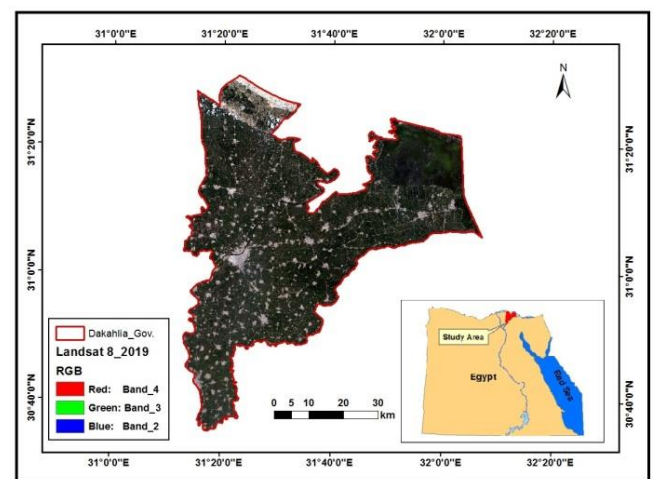 31°0'0"E 31°20'0"E 31°40'0"E 32°0'0"E 32°20'0"E
N
31°20'0"N 31°20'0"N
31°0'0"N 31°0'0"N
30°40'0"N 30°40'0"N
Dakahlia_Gov.
Landsat 8_2019
RGB
Red: Band_4
Green: Band_3
Blue: Band_2
0 5 10 20 30
km
Study Area
Egypt
Red Sea
31°0'0"E 31°20'0"E 31°40'0"E 32°0'0"E 32°20'0"E